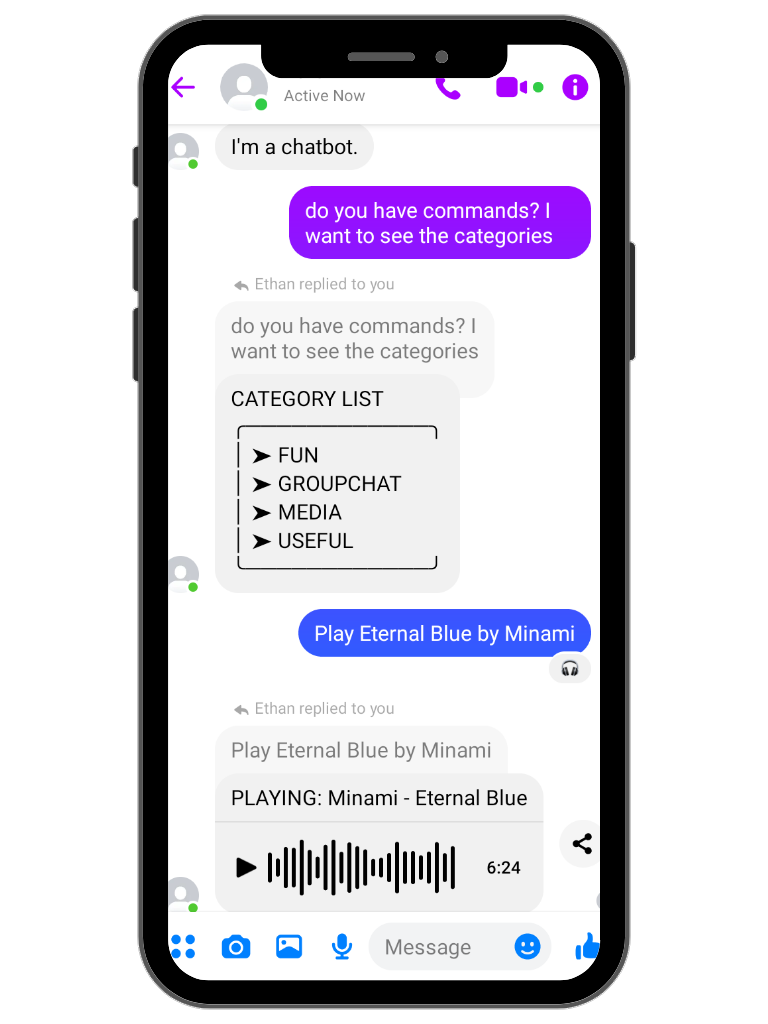 Active Now
I'm a chatbot.
do you have commands? I
want to see the categories
Ethan replied to you
do you have commands? I
want to see the categories
CATEGORY LIST
➤ FUN
➤ GROUPCHAT
➤ MEDIA
➤ USEFUL
Play Eternal Blue by Minami
Ethan replied to you
Play Eternal Blue by Minami
PLAYING: Minami - Eternal Blue
6:24
Message